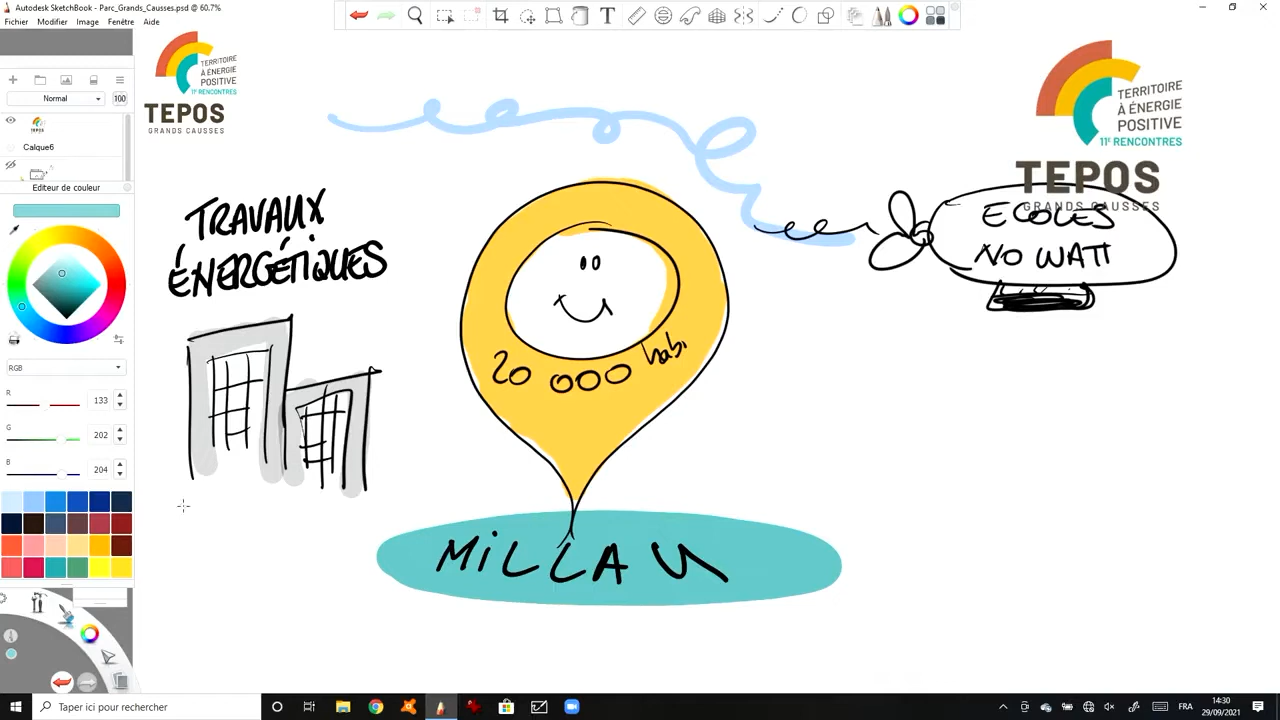 Autodesk SketchBook - Parc_Grands_Causses.psd @ 60.7%
Fichier Modifier Image Fenêtre Aide
Normal
100
Calque6
Editeur de couleur
RGB
R 133
G 202
B 204
TERRITOIRE
À ÉNERGIE
POSITIVE
11E RENCONTRES
TEPOS
GRANDS CAUSSES
TERRITOIRE
À ÉNERGIE
POSITIVE
11E RENCONTRES
TEPOS
GRANDS CAUSSES
ECOLES
NO WATT
TRAVAUX
ÉNERGÉTIQUES
20 000 habi
MiLLAU
Taper ici pour rechercher
FRA
14:30
29/09/2021